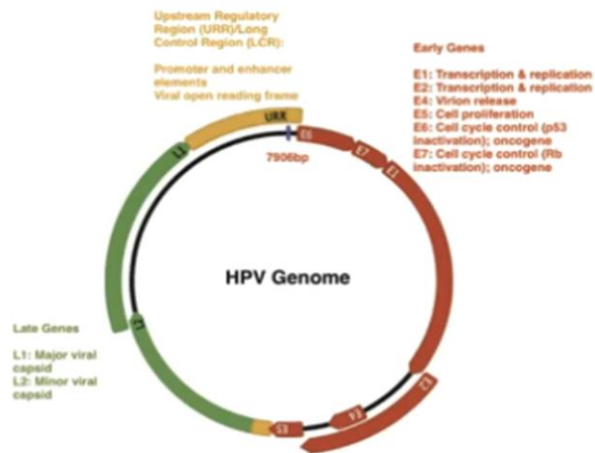 Upstream Regulatory
Region (URR)/Long
Control Region (LCR):
Promoter and enhancer
elements
Viral open reading frame
Early Genes
E1: Transcription & replication
E2: Transcription & replication
E4: Virion release
E5: Cell proliferation
E6: Cell cycle control (p53
inactivation); oncogene
E7: Cell cycle control (Rb
inactivation); oncogene
URR
E6
E7
E1
7906bp
L1
HPV Genome
Late Genes
L1: Major viral
capsid
L2: Minor viral
capsid
E2
E4
E5